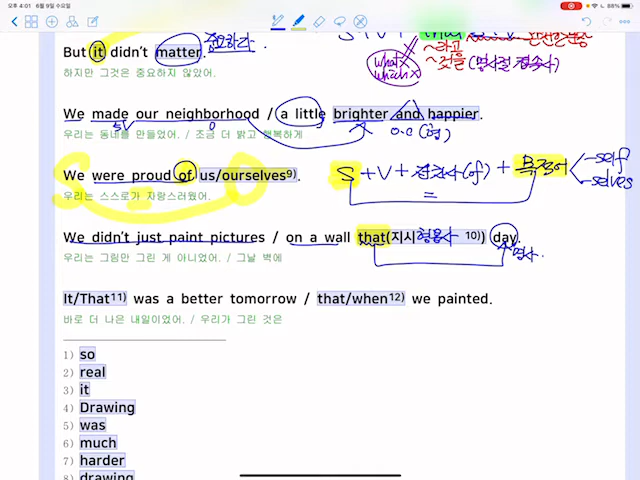 오후 4:01 6월 9일 수요일
S + V +
~라고
~것을 (명사절 접속사)
what
which
But it didn't matter. 중요하다.
하지만 그것은 중요하지 않았어.
We made our neighborhood / a little brighter and happier.
5V O o.c (형)
우리는 동네를 만들었어. / 조금 더 밝고 행복하게
We were proud of us/ourselves9).
S + V + 전치사(of) + 목적어 -self
-selves
=
S O
우리는 스스로가 자랑스러웠어.
We didn't just paint pictures / on a wall that(지시형용사 10)) day.
명사.
우리는 그림만 그린 게 아니었어. / 그날 벽에
It/That11) was a better tomorrow / that/when12) we painted.
바로 더 나은 내일이었어. / 우리가 그린 것은
1) so
2) real
3) it
4) Drawing
5) was
6) much
7) harder
8) drawing